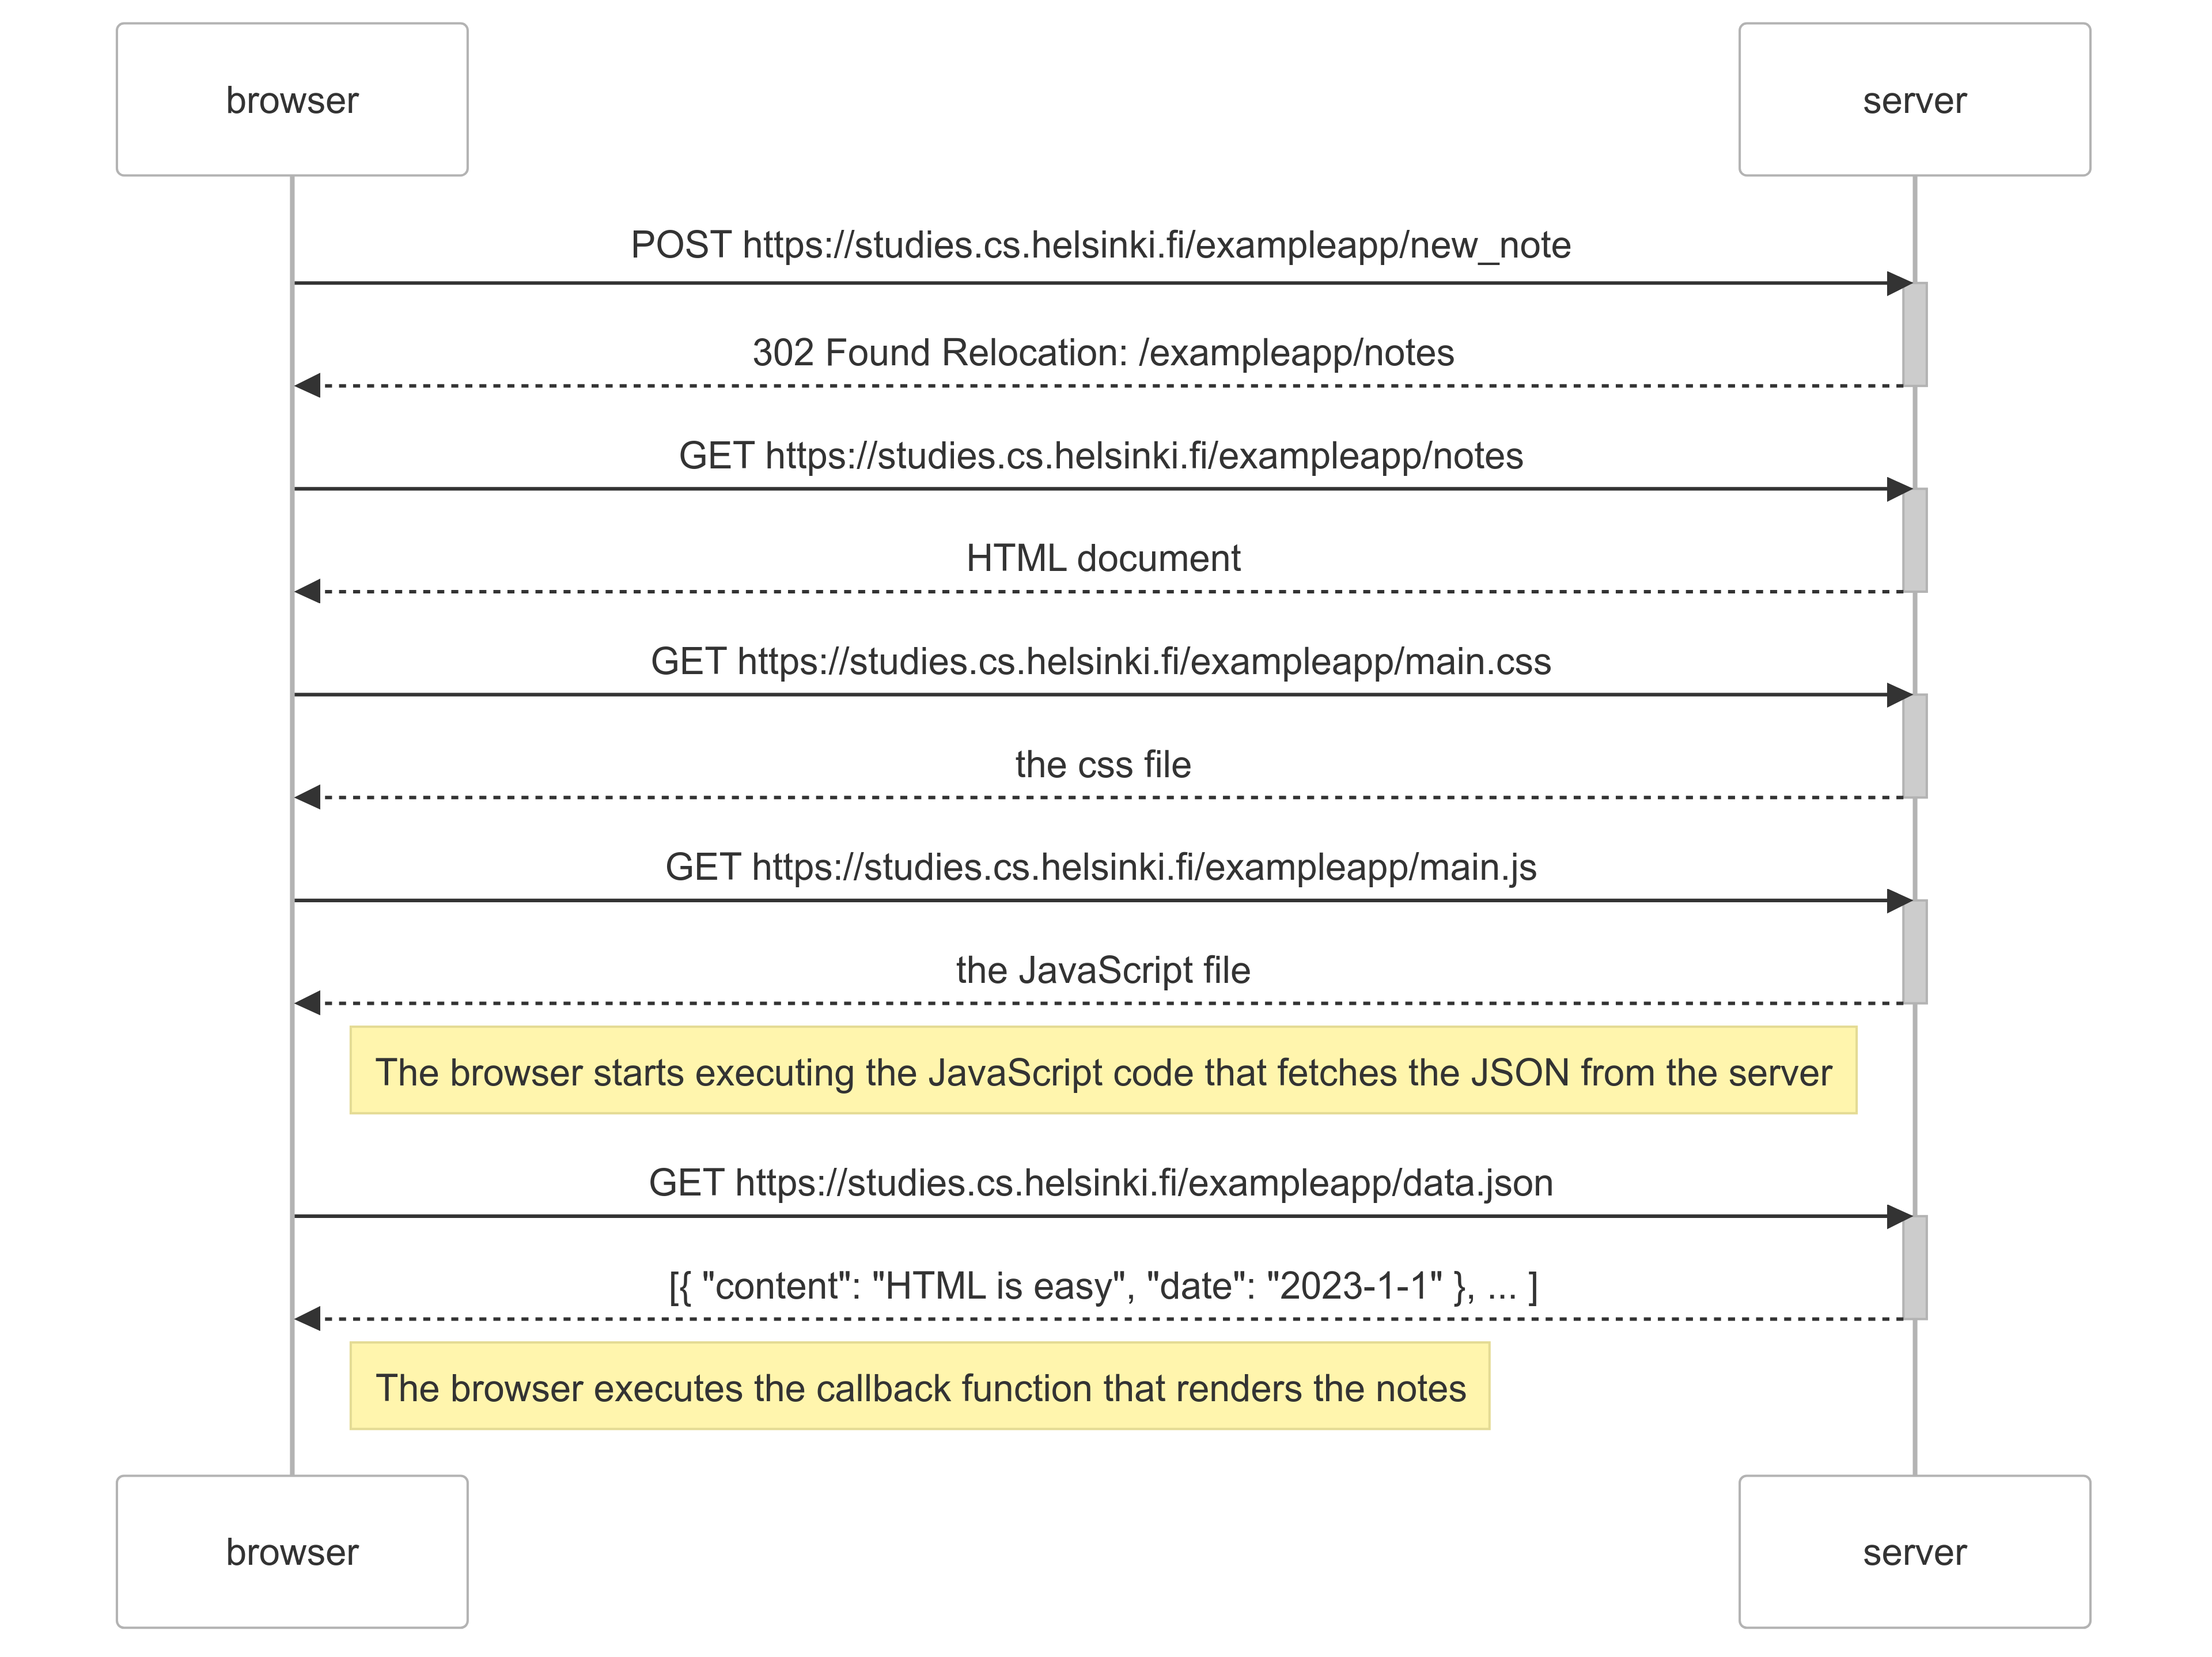 browser
server
POST https://studies.cs.helsinki.fi/exampleapp/new_note
302 Found Relocation: /exampleapp/notes
GET https://studies.cs.helsinki.fi/exampleapp/notes
HTML document
GET https://studies.cs.helsinki.fi/exampleapp/main.css
the css file
GET https://studies.cs.helsinki.fi/exampleapp/main.js
the JavaScript file
The browser starts executing the JavaScript code that fetches the JSON from the server
GET https://studies.cs.helsinki.fi/exampleapp/data.json
[{ "content": "HTML is easy", "date": "2023-1-1" }, ... ]
The browser executes the callback function that renders the notes
browser
server